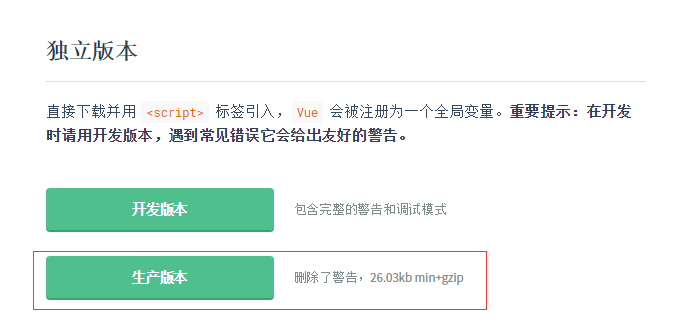 独立版本
直接下载并用 <script> 标签引入，Vue 会被注册为一个全局变量。重要提示：在开发
时请用开发版本，遇到常见错误它会给出友好的警告。
开发版本 包含完整的警告和调试模式
生产版本 删除了警告，26.03kb min+gzip